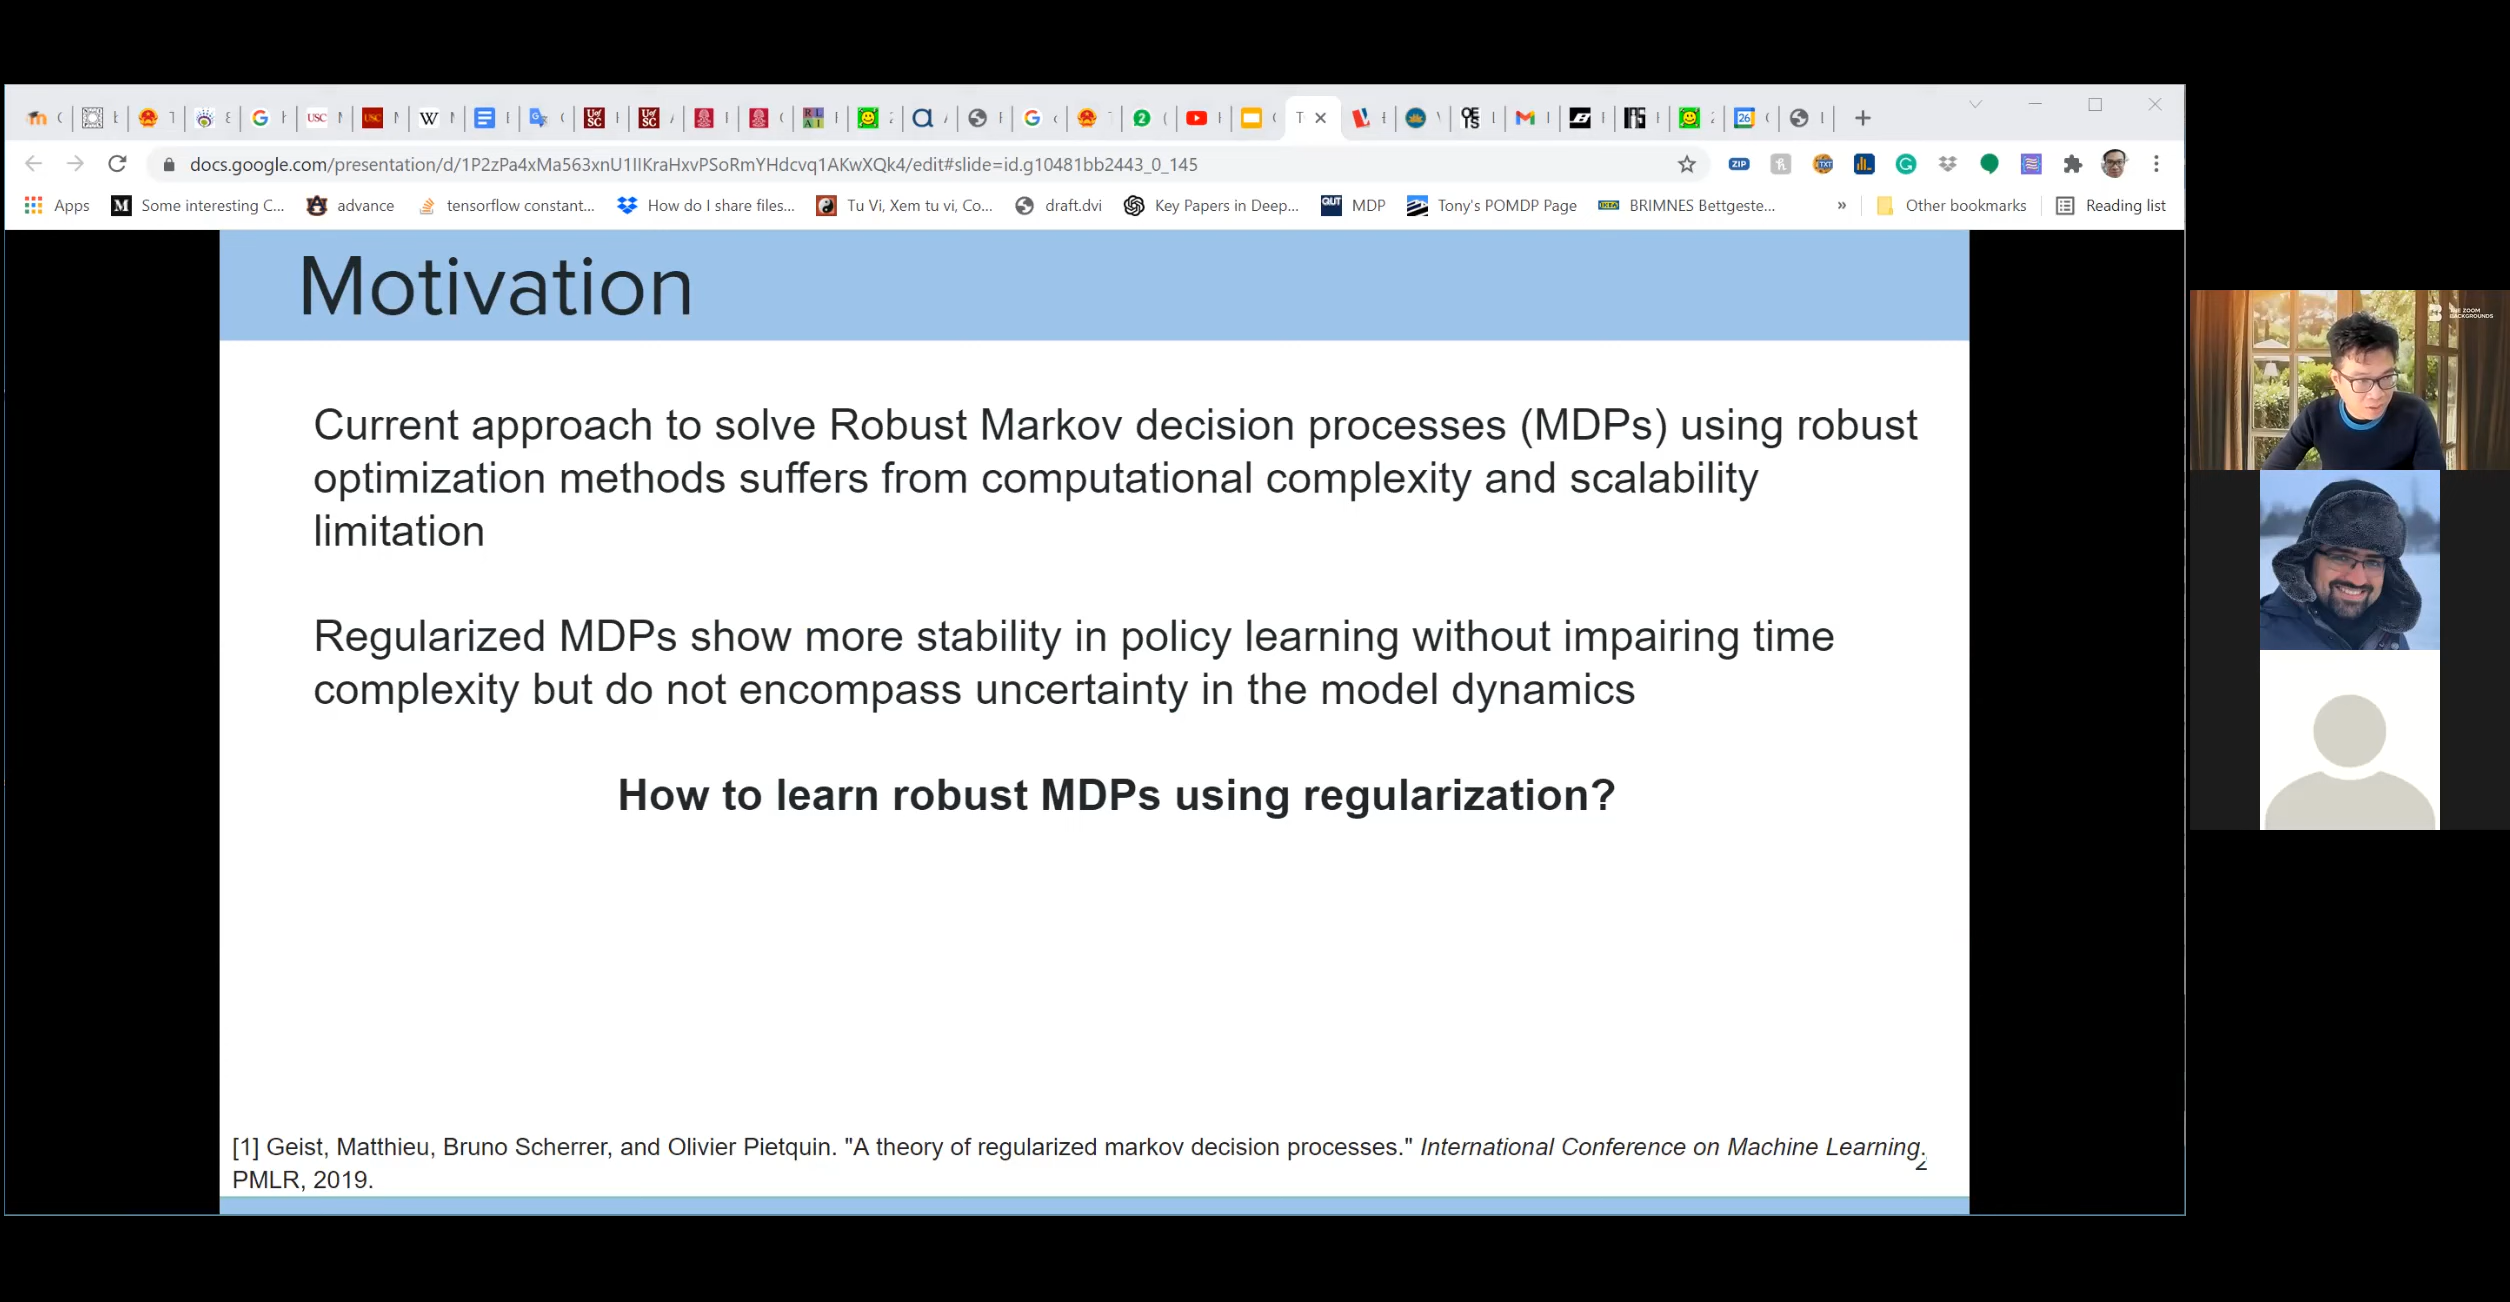 docs.google.com/presentation/d/1P2zPa4xMa563xnU1IIKraHxvPSoRmYHdcvq1AKwXQk4/edit#slide=id.g10481bb2443_0_145
Apps Some interesting C... advance tensorflow constant... How do I share files... Tu Vi, Xem tu vi, Co... draft.dvi Key Papers in Deep... MDP Tony's POMDP Page BRIMNES Bettgeste... » Other bookmarks Reading list
Motivation
Current approach to solve Robust Markov decision processes (MDPs) using robust
optimization methods suffers from computational complexity and scalability
limitation
Regularized MDPs show more stability in policy learning without impairing time
complexity but do not encompass uncertainty in the model dynamics
How to learn robust MDPs using regularization?
[1] Geist, Matthieu, Bruno Scherrer, and Olivier Pietquin. "A theory of regularized markov decision processes." International Conference on Machine Learning.
PMLR, 2019.
2